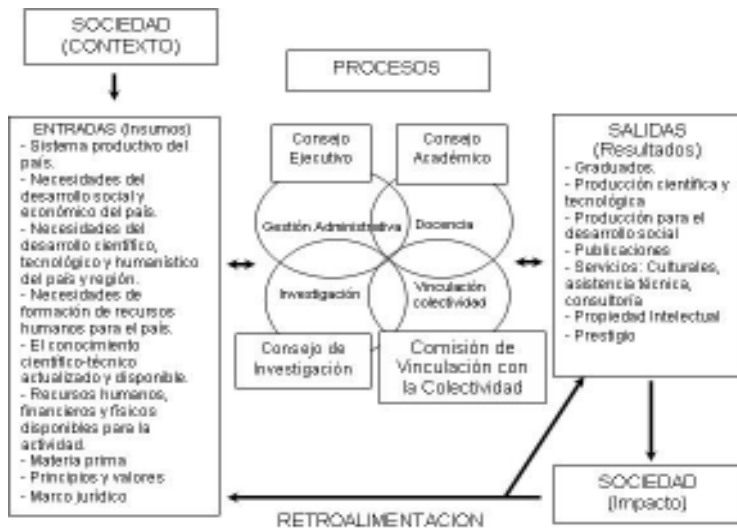 SOCIEDAD
(CONTEXTO)
PROCESOS
ENTRADAS (Insumos)
- Sistema productivo del
país.
- Necesidades del
desarrollo social y
económico del país.
- Necesidades del
desarrollo científico,
tecnológico y humanístico
del país y región.
- Necesidades de
formación de recursos
humanos para el país.
- El conocimiento
científico-técnico
actualizado y disponible.
- Recursos humanos,
financieros y físicos
disponibles para la
actividad.
- Materia prima
- Principios y valores
- Marco jurídico
Consejo
Ejecutivo
Consejo
Académico
Gestión Administrativa
Docencia
Investigación
Vinculación
colectividad
Consejo de
Investigación
Comisión de
Vinculación con
la Colectividad
SALIDAS
(Resultados)
- Graduados.
- Producción científica y
tecnológica
- Producción para el
desarrollo social
- Publicaciones
- Servicios: Culturales,
asistencia técnica,
consultoría
- Propiedad Intelectual
- Prestigio
SOCIEDAD
(Impacto)
RETROALIMENTACION